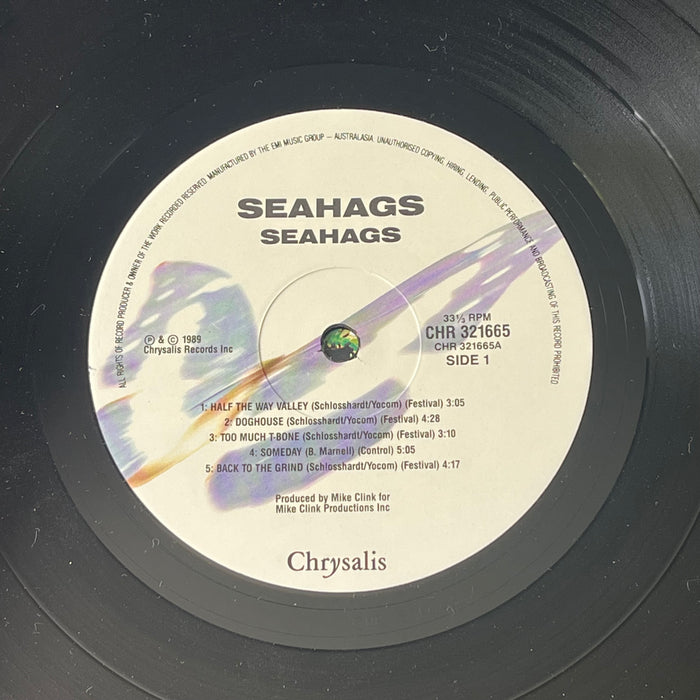 ALL RIGHTS OF RECORD PRODUCER & OWNER OF THE WORK RECORDED RESERVED. MANUFACTURED BY THE EMI MUSIC GROUP – AUSTRALASIA UNAUTHORISED COPYING, HIRING, LENDING, PUBLIC PERFORMANCE AND BROADCASTING OF THIS RECORD PROHIBITED
SEAHAGS
SEAHAGS
33⅓ RPM
CHR 321665
CHR 321665A
SIDE 1
Ⓟ & © 1989
Chrysalis Records Inc
1: HALF THE WAY VALLEY (Schlosshardt/Yocom) (Festival) 3:05
2: DOGHOUSE (Schlosshardt/Yocom) (Festival) 4:28
3: TOO MUCH T-BONE (Schlosshardt/Yocom) (Festival) 3:10
4: SOMEDAY (B. Marnell) (Control) 5:05
5: BACK TO THE GRIND (Schlosshardt/Yocom) (Festival) 4:17
Produced by Mike Clink for
Mike Clink Productions Inc
Chrysalis